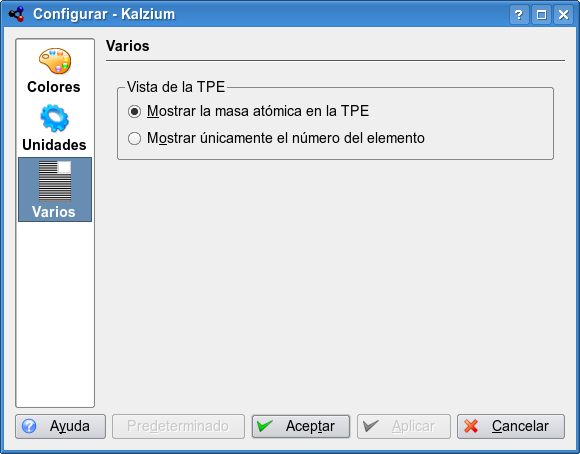 Configurar - Kalzium
Colores
Unidades
Varios
Varios
Vista de la TPE
Mostrar la masa atómica en la TPE
Mostrar únicamente el número del elemento
Ayuda
Predeterminado
Aceptar
Aplicar
Cancelar